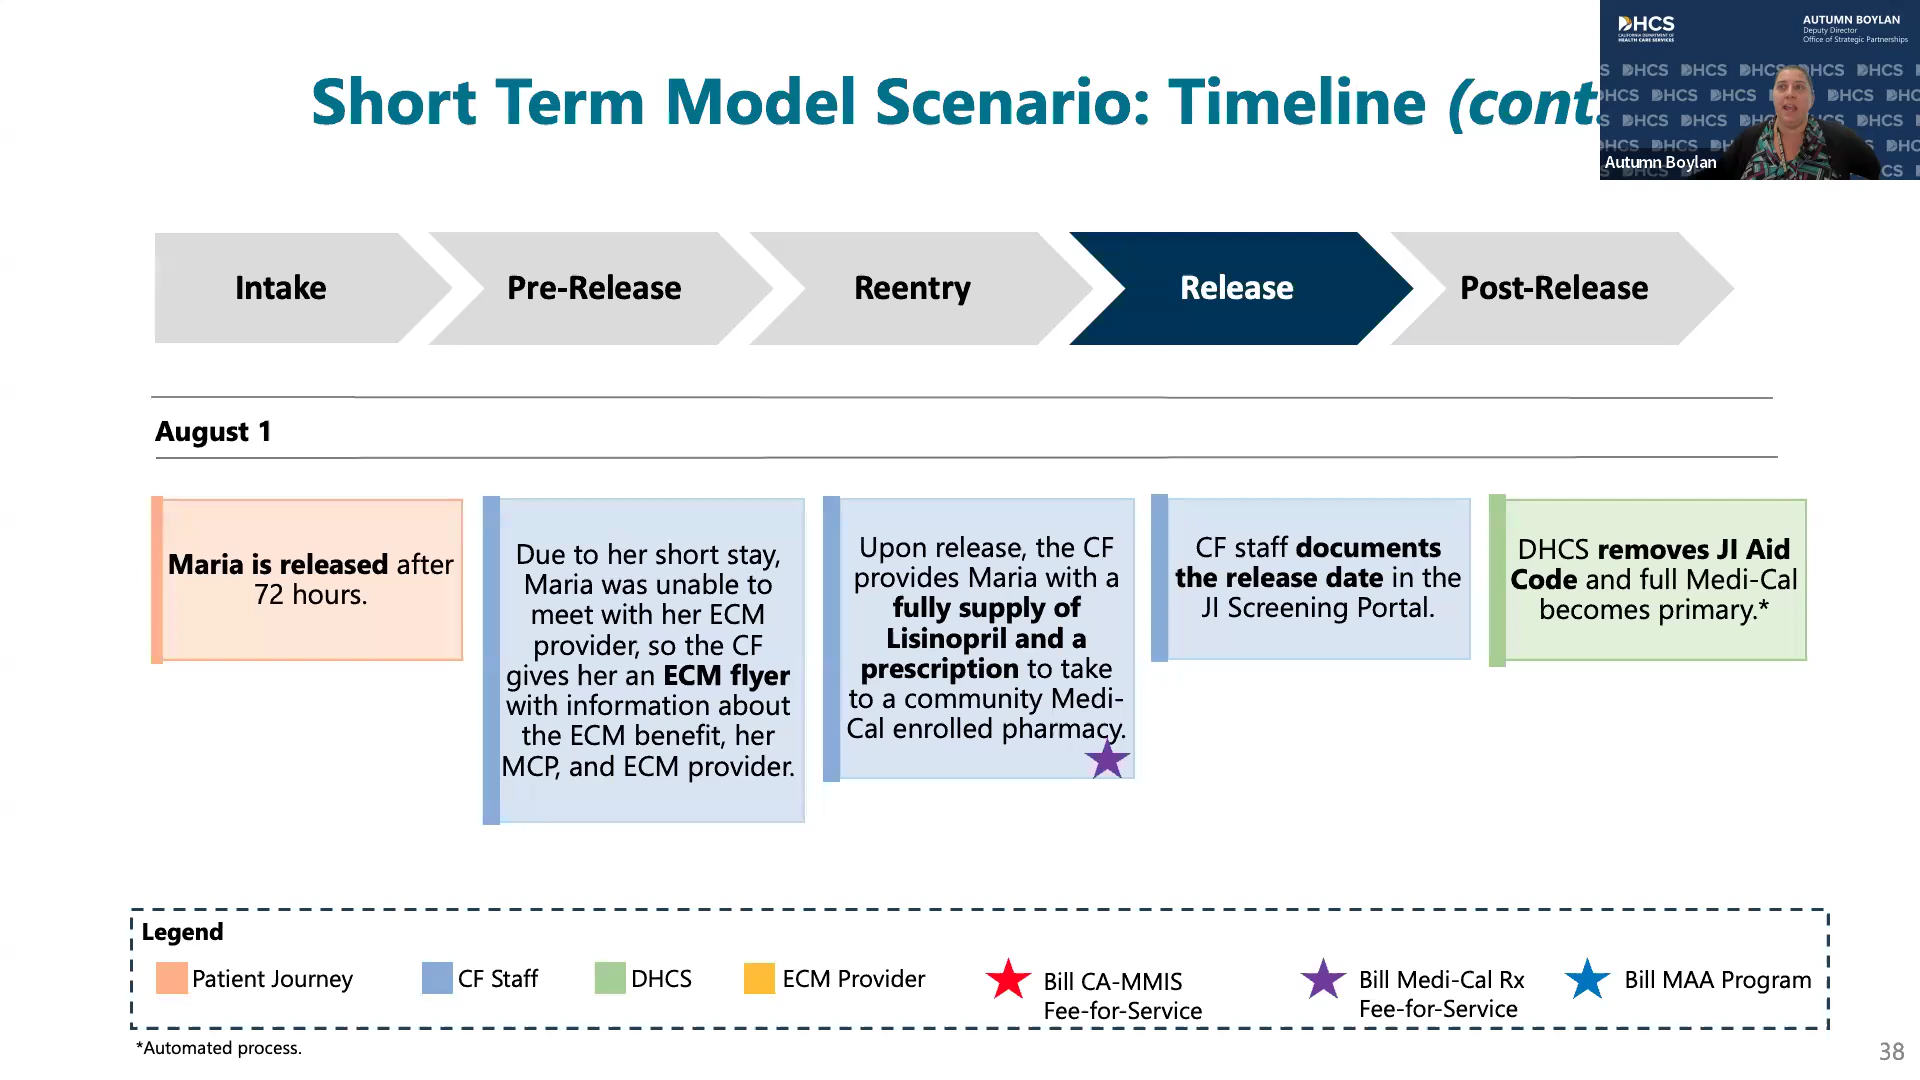 DHCS
CALIFORNIA DEPARTMENT OF
HEALTH CARE SERVICES
AUTUMN BOYLAN
Deputy Director
Office of Strategic Partnerships
Autumn Boylan
Short Term Model Scenario: Timeline (cont.
Intake
Pre-Release
Reentry
Release
Post-Release
August 1
Maria is released after
72 hours.
Due to her short stay,
Maria was unable to
meet with her ECM
provider, so the CF
gives her an ECM flyer
with information about
the ECM benefit, her
MCP, and ECM provider.
Upon release, the CF
provides Maria with a
fully supply of
Lisinopril and a
prescription to take
to a community Medi-
Cal enrolled pharmacy.
CF staff documents
the release date in the
JI Screening Portal.
DHCS removes JI Aid
Code and full Medi-Cal
becomes primary.*
Legend
Patient Journey
CF Staff
DHCS
ECM Provider
Bill CA-MMIS
Fee-for-Service
Bill Medi-Cal Rx
Fee-for-Service
Bill MAA Program
*Automated process.
38